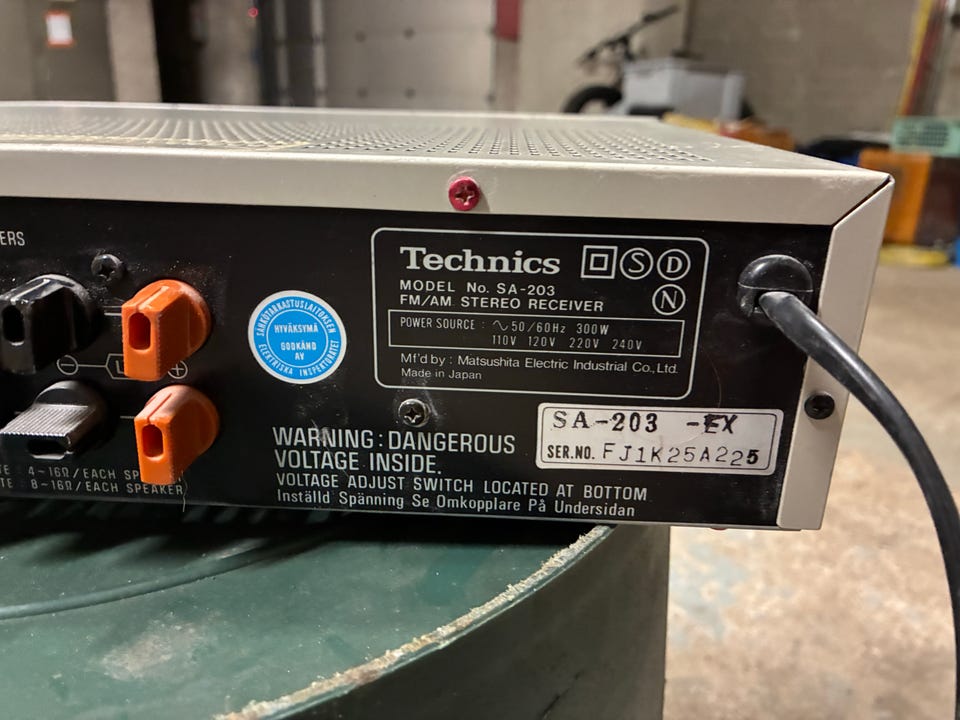 ERS
Technics
S D
MODEL No. SA-203
N
FM/AM STEREO RECEIVER
POWER SOURCE : ∿ 50/60Hz 300W
110V 120V 220V 240V
Mf'd by : Matsushita Electric Industrial Co., Ltd.
Made in Japan
SÄHKÖTARKASTUSLAITOKSEN
HYVÄKSYMÄ
GODKÄND
AV
ELEKTRISKA INSPEKTORATET
⊖ L ⊕
SA-203 -EX
SER.NO. FJ1K25A225
WARNING: DANGEROUS
VOLTAGE INSIDE.
VOLTAGE ADJUST SWITCH LOCATED AT BOTTOM
Inställd Spänning Se Omkopplare På Undersidan
TE : 4~16Ω/EACH SP
TE : 8~16Ω/EACH SPEAKER